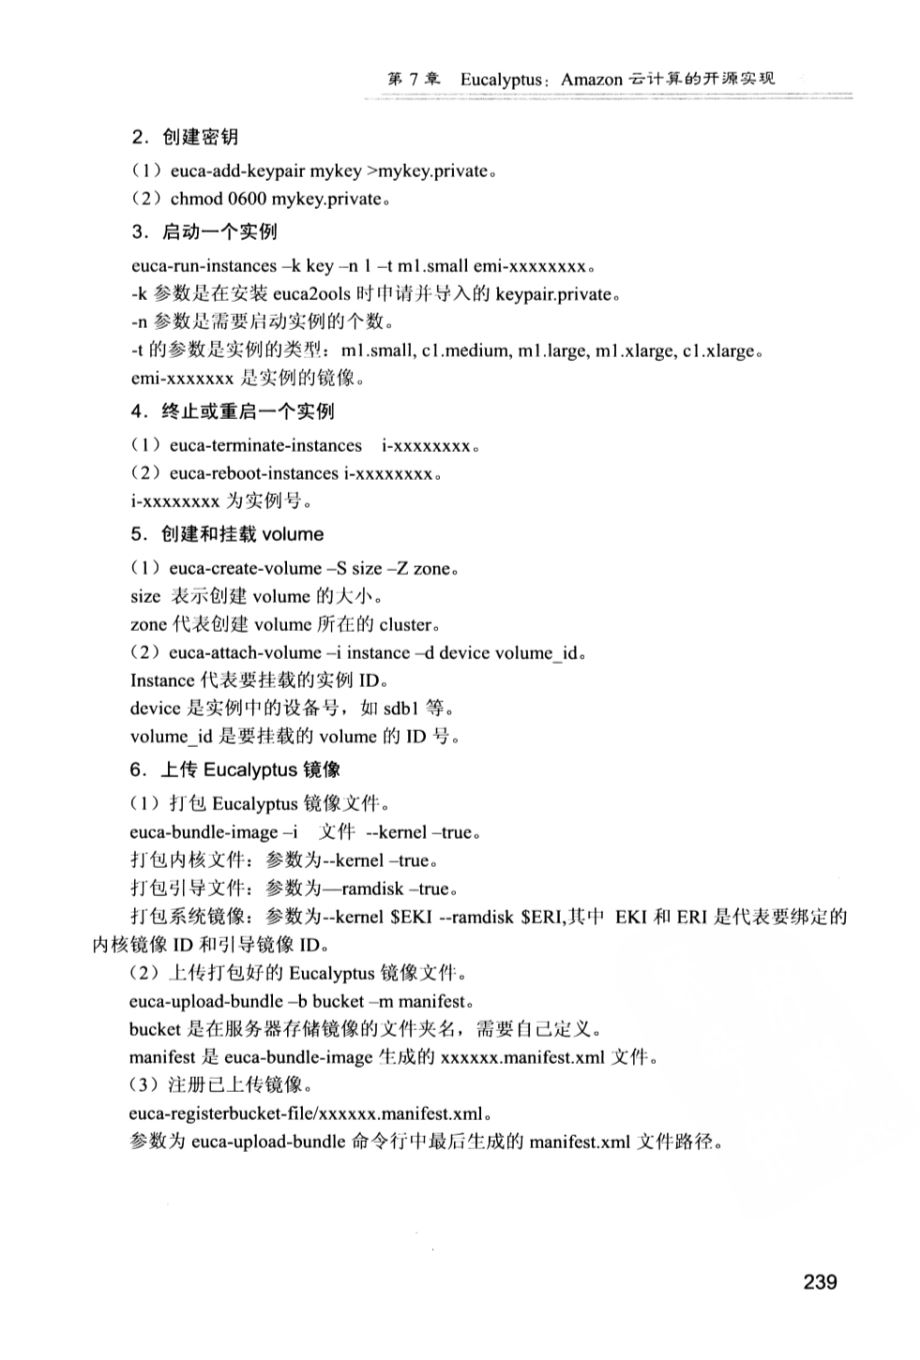 第 7 章 Eucalyptus：Amazon 云计算的开源实现
2．创建密钥
（1）euca-add-keypair mykey >mykey.private。
（2）chmod 0600 mykey.private。
3．启动一个实例
euca-run-instances –k key –n 1 –t m1.small emi-xxxxxxxx。
-k 参数是在安装 euca2ools 时申请并导入的 keypair.private。
-n 参数是需要启动实例的个数。
-t 的参数是实例的类型：m1.small, c1.medium, m1.large, m1.xlarge, c1.xlarge。
emi-xxxxxxx 是实例的镜像。
4．终止或重启一个实例
（1）euca-terminate-instances i-xxxxxxxx。
（2）euca-reboot-instances i-xxxxxxxx。
i-xxxxxxxx 为实例号。
5．创建和挂载 volume
（1）euca-create-volume –S size –Z zone。
size 表示创建 volume 的大小。
zone 代表创建 volume 所在的 cluster。
（2）euca-attach-volume –i instance –d device volume_id。
Instance 代表要挂载的实例 ID。
device 是实例中的设备号，如 sdb1 等。
volume_id 是要挂载的 volume 的 ID 号。
6．上传 Eucalyptus 镜像
（1）打包 Eucalyptus 镜像文件。
euca-bundle-image –i 文件 --kernel –true。
打包内核文件：参数为--kernel –true。
打包引导文件：参数为—ramdisk –true。
打包系统镜像：参数为--kernel $EKI --ramdisk $ERI,其中 EKI 和 ERI 是代表要绑定的
内核镜像 ID 和引导镜像 ID。
（2）上传打包好的 Eucalyptus 镜像文件。
euca-upload-bundle –b bucket –m manifest。
bucket 是在服务器存储镜像的文件夹名，需要自己定义。
manifest 是 euca-bundle-image 生成的 xxxxxx.manifest.xml 文件。
（3）注册已上传镜像。
euca-registerbucket-file/xxxxxx.manifest.xml。
参数为 euca-upload-bundle 命令行中最后生成的 manifest.xml 文件路径。
239